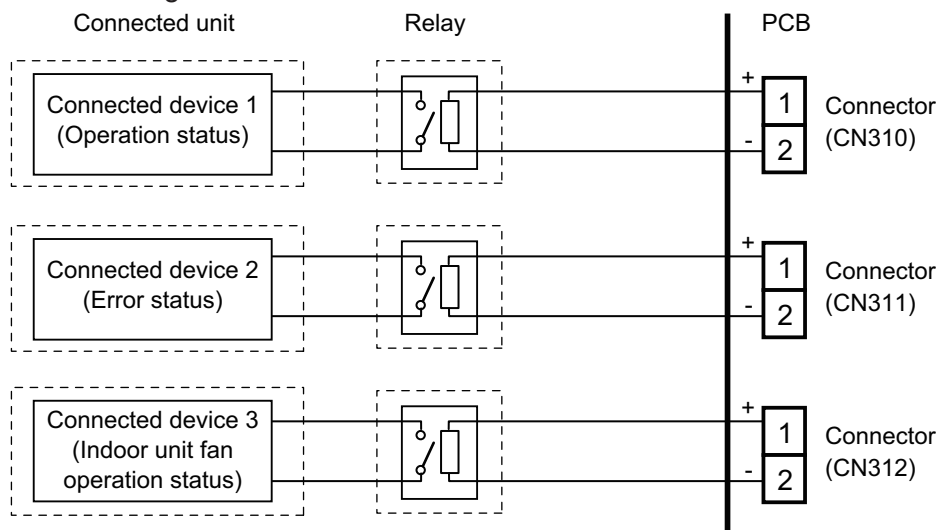 Connected unit
Relay
PCB
Connected device 1
(Operation status)
+
-
1
2
Connector
(CN310)
Connected device 2
(Error status)
+
-
1
2
Connector
(CN311)
Connected device 3
(Indoor unit fan
operation status)
+
-
1
2
Connector
(CN312)